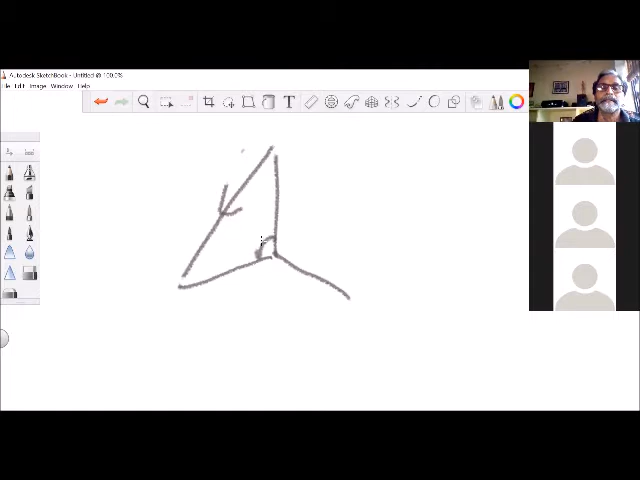 Autodesk SketchBook - Untitled @ 100.0%
File Edit Image Window Help
T